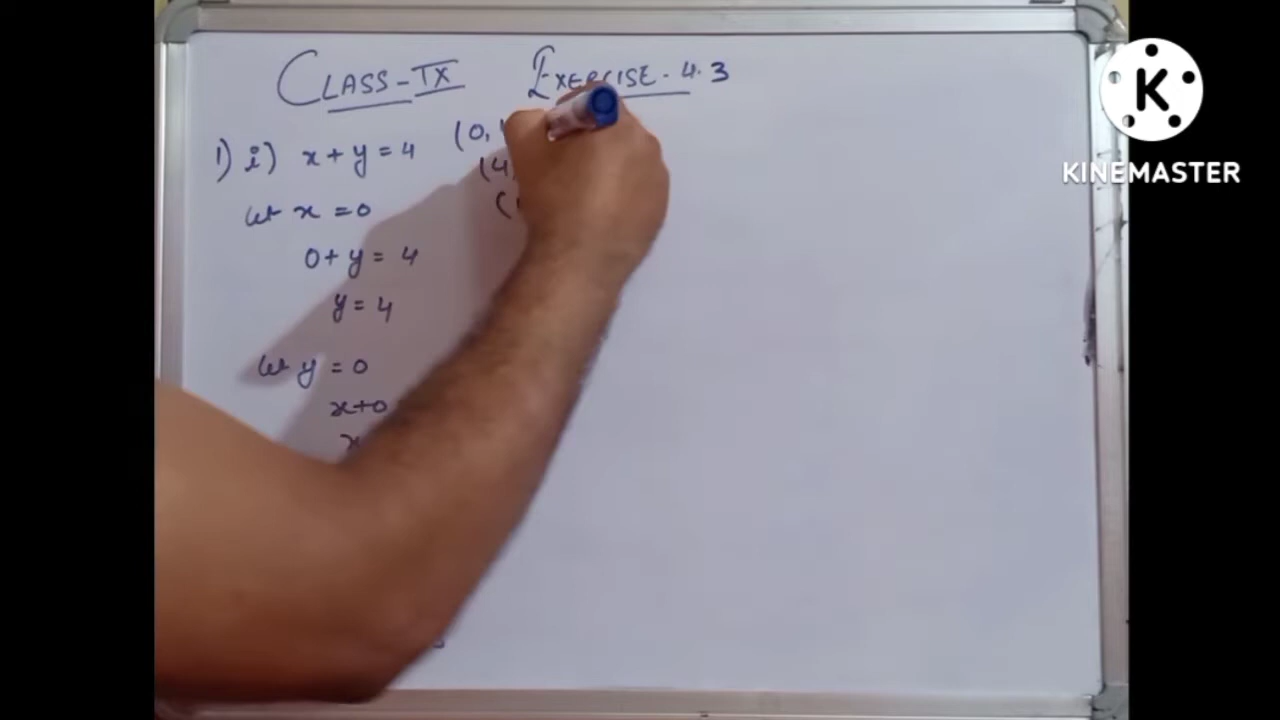 CLASS-IX EXERCISE-4.3
1) i) x+y=4 (0,
(4
(
let x=0
0+y=4
y=4
let y=0
x+0
x
K
KINEMASTER